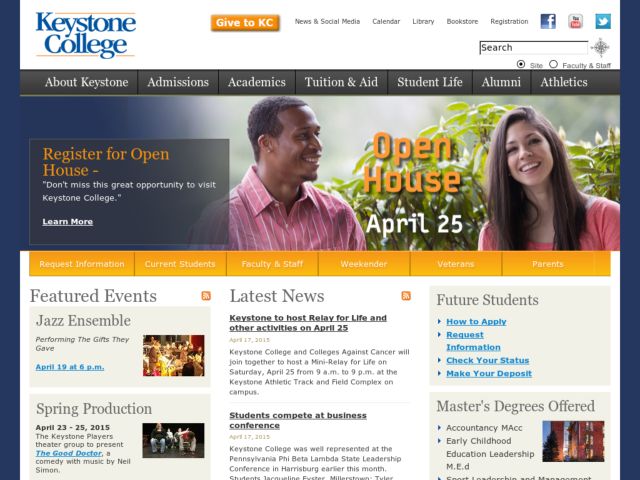 Keystone
College
Give to KC
News & Social Media
Calendar
Library
Bookstore
Registration
Search
Site
Faculty & Staff
About Keystone
Admissions
Academics
Tuition & Aid
Student Life
Alumni
Athletics
Register for Open
House -
"Don't miss this great opportunity to visit
Keystone College."
Learn More
Open
House
April 25
Request Information
Current Students
Faculty & Staff
Weekender
Veterans
Parents
Featured Events
Jazz Ensemble
Performing The Gifts They
Gave
April 19 at 6 p.m.
Spring Production
April 23 - 25, 2015
The Keystone Players
theater group to present
The Good Doctor, a
comedy with music by Neil
Simon.
Latest News
Keystone to host Relay for Life and
other activities on April 25
April 17, 2015
Keystone College and Colleges Against Cancer will
join together to host a Mini-Relay for Life on
Saturday, April 25 from 9 a.m. to 9 p.m. at the
Keystone Athletic Track and Field Complex on
campus.
Students compete at business
conference
April 17, 2015
Keystone College was well represented at the
Pennsylvania Phi Beta Lambda State Leadership
Conference in Harrisburg earlier this month.
Students Jacqueline Eyster, Millerstown; Tyler
Future Students
How to Apply
Request
Information
Check Your Status
Make Your Deposit
Master's Degrees Offered
Accountancy MAcc
Early Childhood
Education Leadership
M.E.d
Sport Leadership and Management